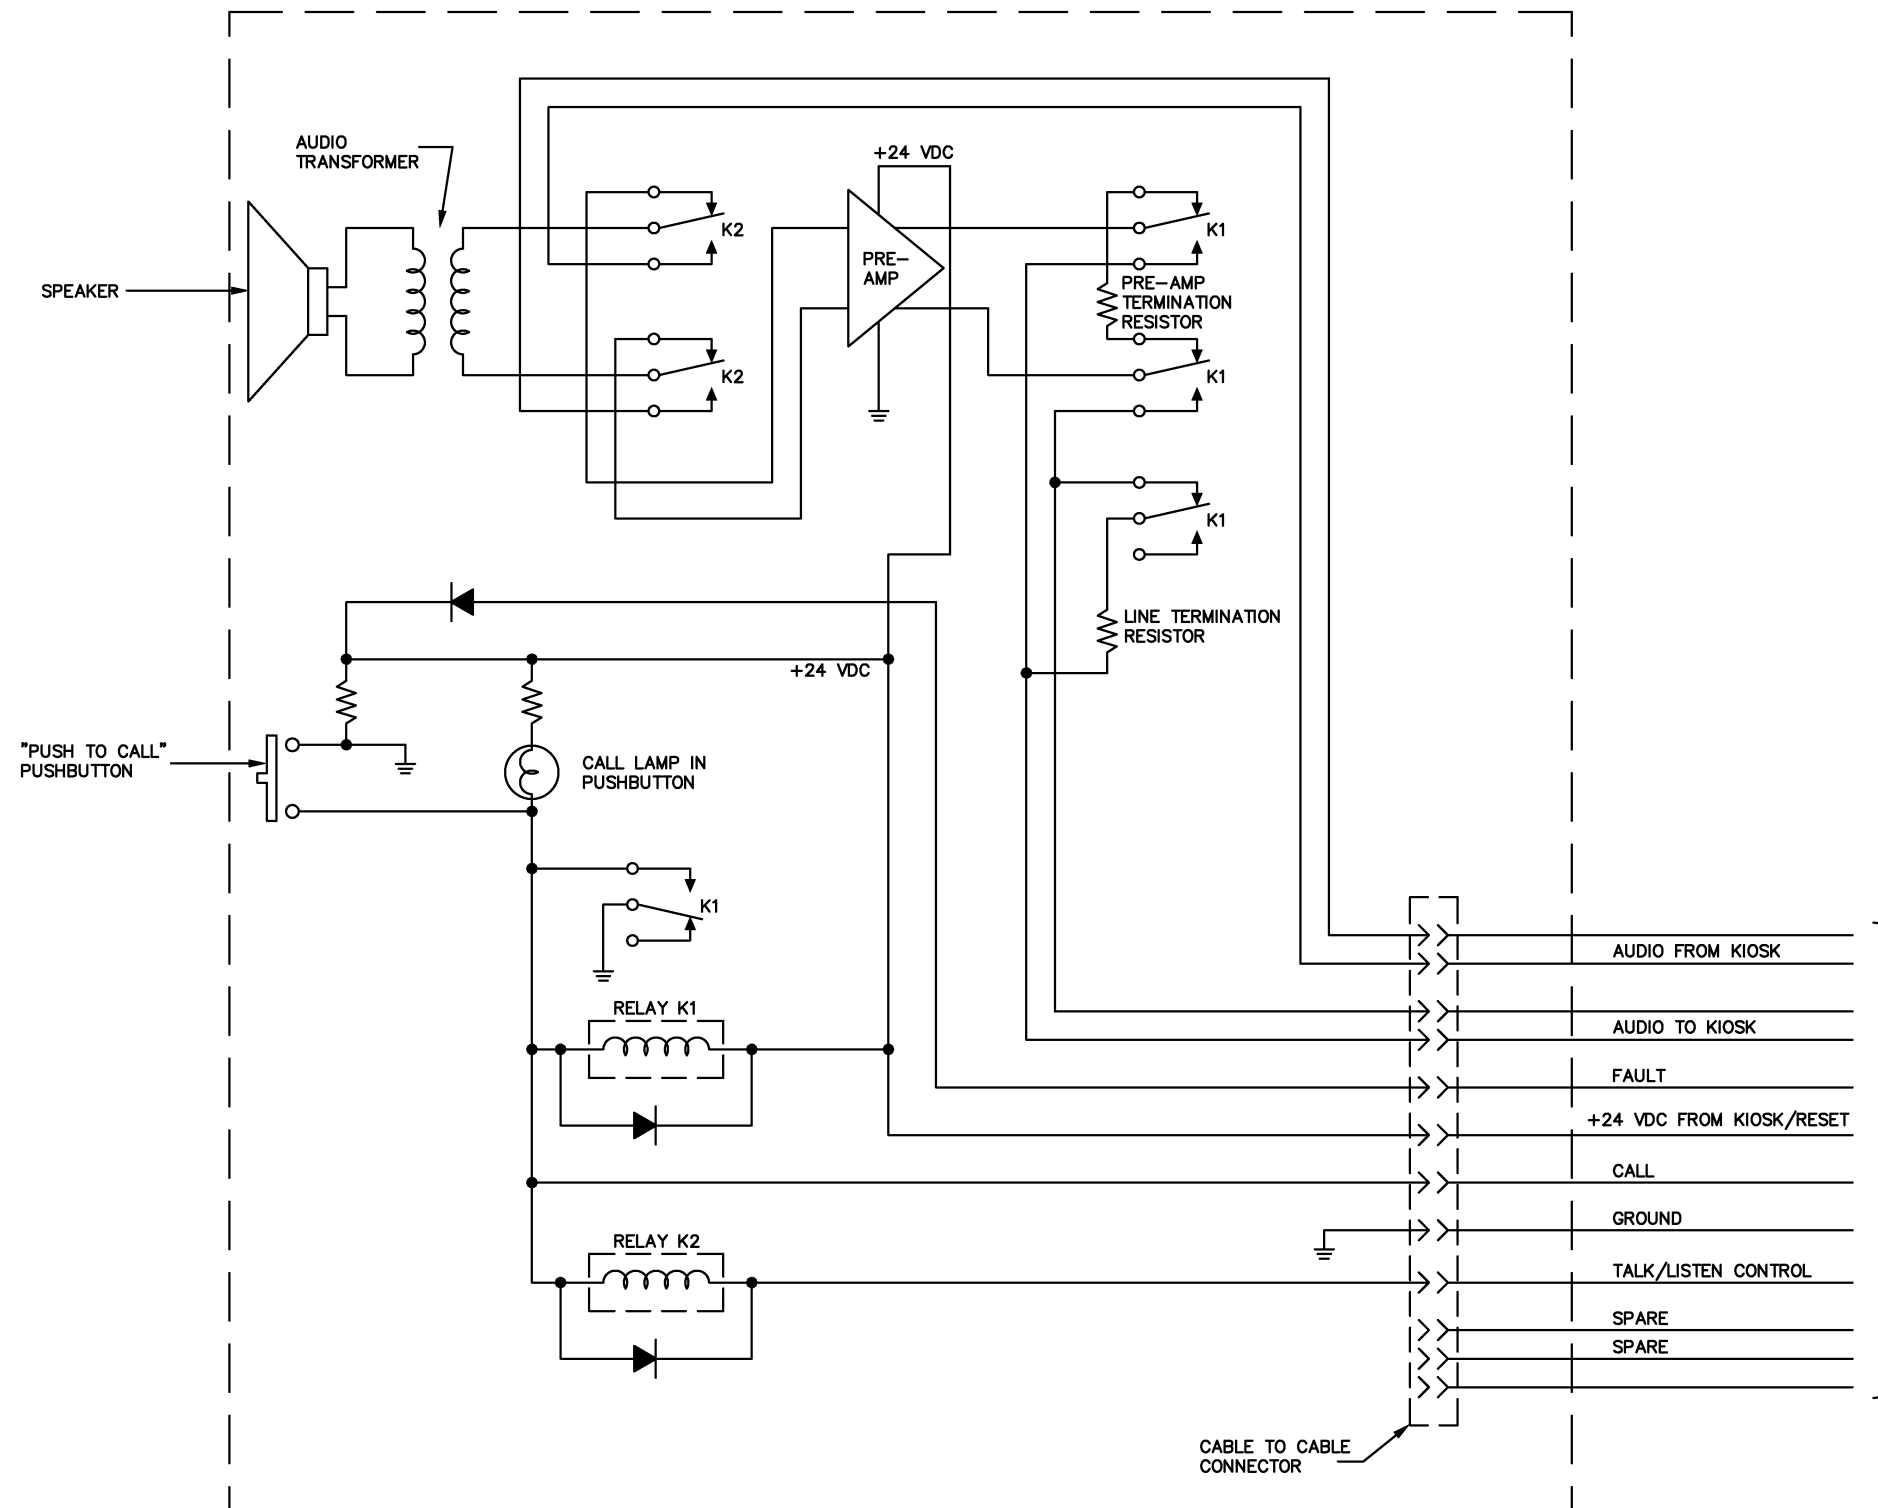 AUDIO
TRANSFORMER
+24 VDC
K2
K1
PRE-
AMP
SPEAKER
PRE-AMP
TERMINATION
RESISTOR
K2
K1
K1
LINE TERMINATION
RESISTOR
+24 VDC
"PUSH TO CALL"
PUSHBUTTON
CALL LAMP IN
PUSHBUTTON
K1
AUDIO FROM KIOSK
RELAY K1
AUDIO TO KIOSK
FAULT
+24 VDC FROM KIOSK/RESET
CALL
GROUND
RELAY K2
TALK/LISTEN CONTROL
SPARE
SPARE
CABLE TO CABLE
CONNECTOR